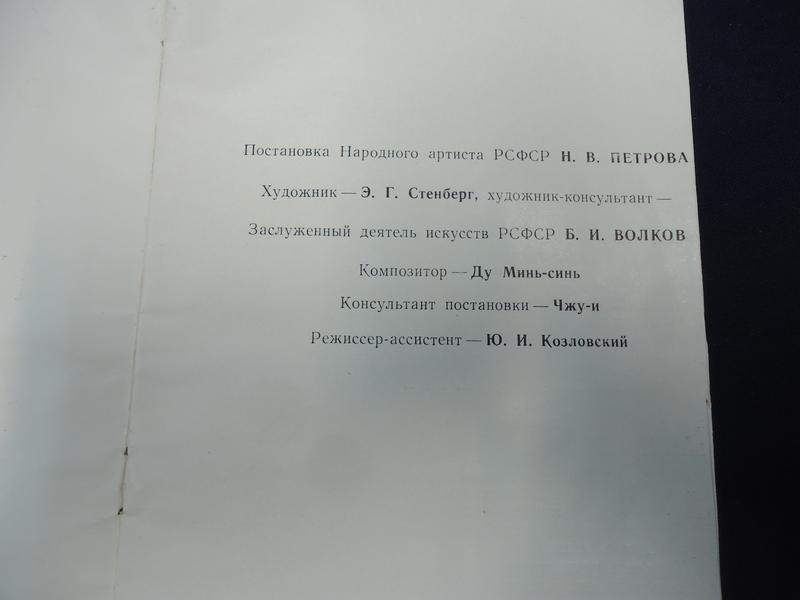 Постановка Народного артиста РСФСР Н. В. ПЕТРОВА
Художник — Э. Г. Стенберг, художник-консультант —
Заслуженный деятель искусств РСФСР Б. И. ВОЛКОВ
Композитор — Ду Минь-синь
Консультант постановки — Чжу-и
Режиссер-ассистент — Ю. И. Козловский